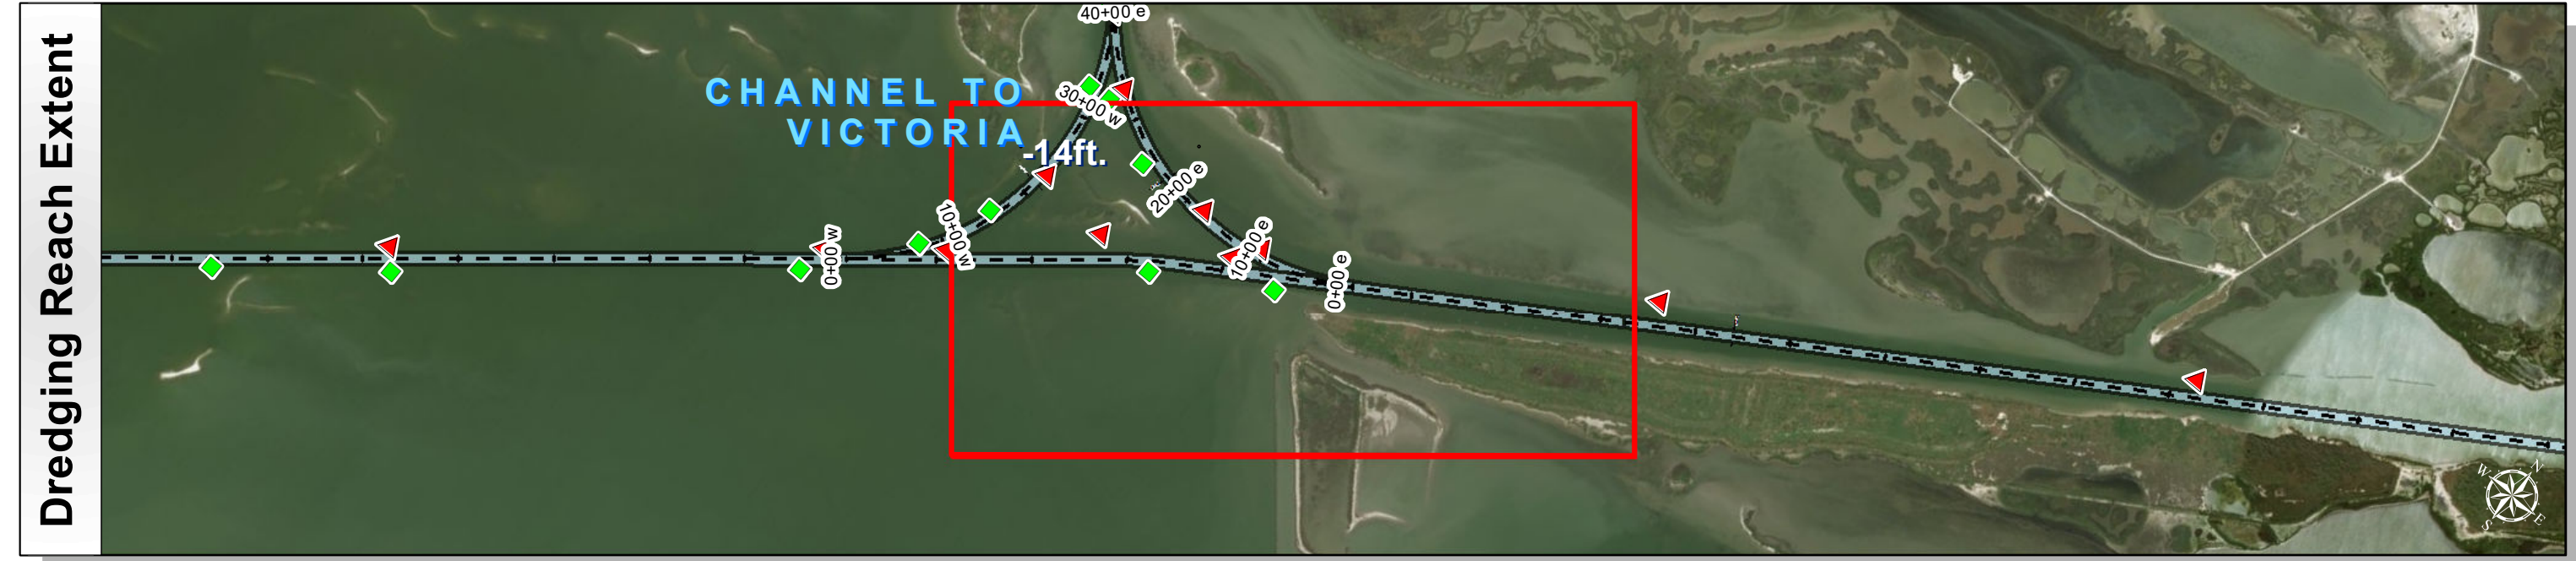 Dredging Reach Extent
40+00 e
CHANNEL TO
VICTORIA
30+00 w
-14ft.
20+00 e
10+00 w
0+00 w
10+00 e
0+00 e
W
N
S
E